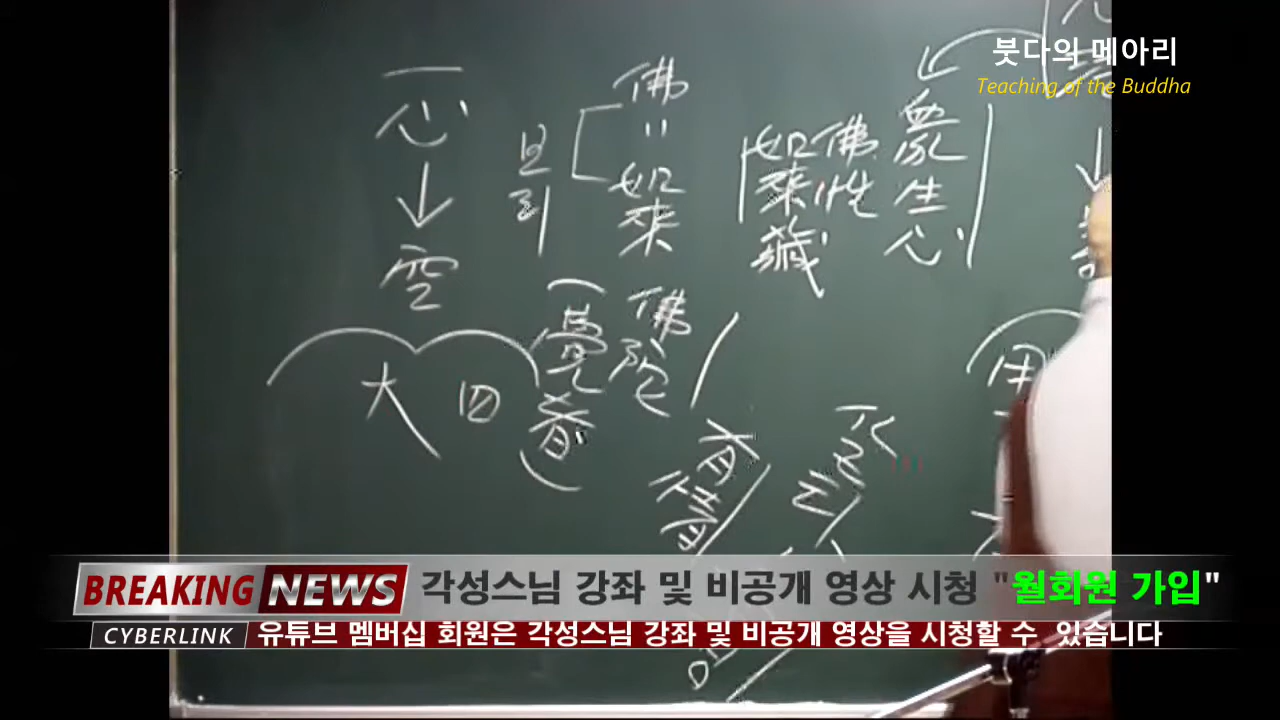 붓다의 메아리
Teaching of the Buddha
一心
↓
空
大 四
보리
佛
=
如來
佛陀
(覺者)
衆生心
佛性
如來藏
有情
用
BREAKING NEWS 각성스님 강좌 및 비공개 영상 시청 "월회원 가입"
CYBERLINK 유튜브 멤버십 회원은 각성스님 강좌 및 비공개 영상을 시청할 수 있습니다